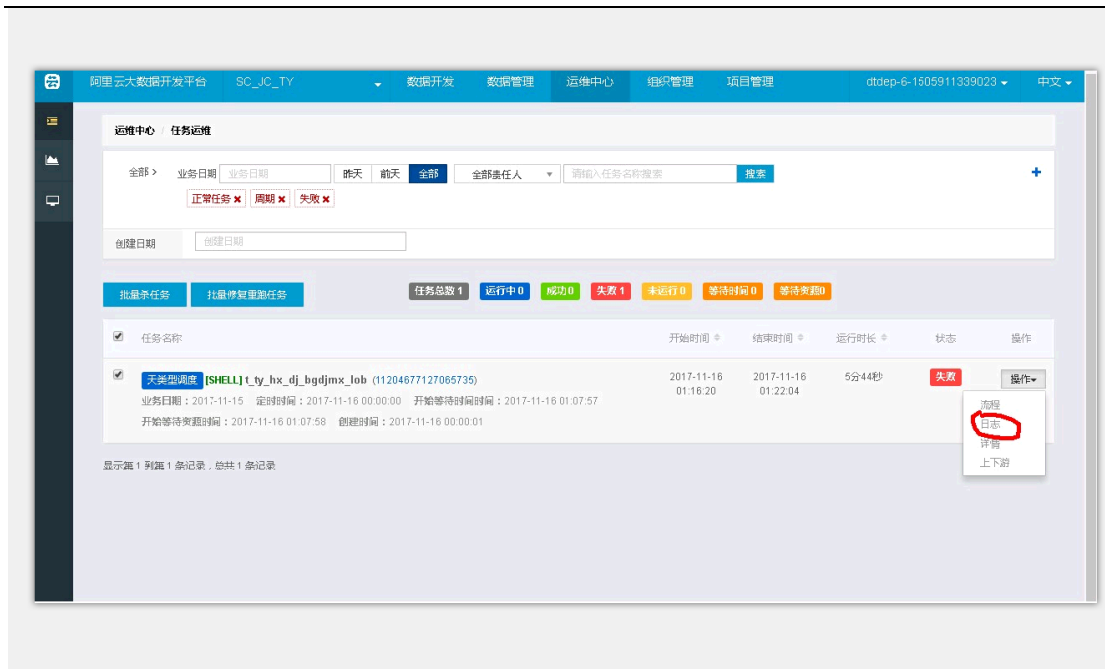 阿里云大数据开发平台 SC_JC_TY 数据开发 数据管理 运维中心 组织管理 项目管理 dtdep-6-1505911339023 中文
运维中心 / 任务运维
全部 > 业务日期 业务日期 昨天 前天 全部 全部责任人 请输入任务名称搜索 搜索 +
正常任务 × 周期 × 失败 ×
创建日期 创建日期
批量杀任务 批量修复重跑任务 任务总数 1 运行中 0 成功 0 失败 1 未运行 0 等待时间 0 等待资源0
任务名称 开始时间 结束时间 运行时长 状态 操作
天类型调度 [SHELL] t_ty_hx_dj_bgdjmx_lob (11204677127065735) 2017-11-16 2017-11-16 5分44秒 失败 操作
01:16:20 01:22:04
业务日期：2017-11-15 定时时间：2017-11-16 00:00:00 开始等待时间时间：2017-11-16 01:07:57
开始等待资源时间：2017-11-16 01:07:58 创建时间：2017-11-16 00:00:01
流程
日志
详情
上下游
显示第 1 到第 1 条记录，总共 1 条记录